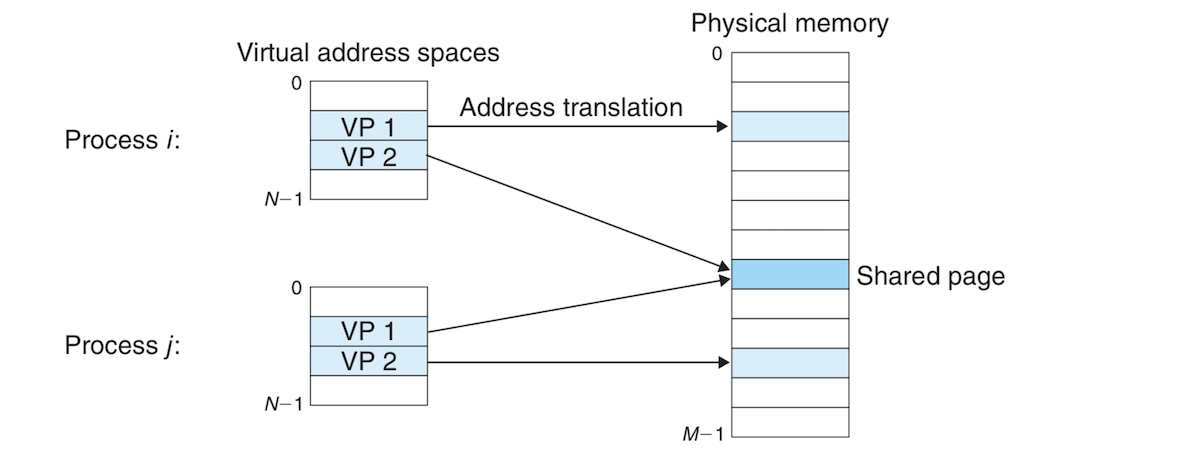 Physical memory
Virtual address spaces
0
0
Address translation
VP 1
Process i:
VP 2
N−1
Shared page
0
VP 1
Process j:
VP 2
N−1
M−1